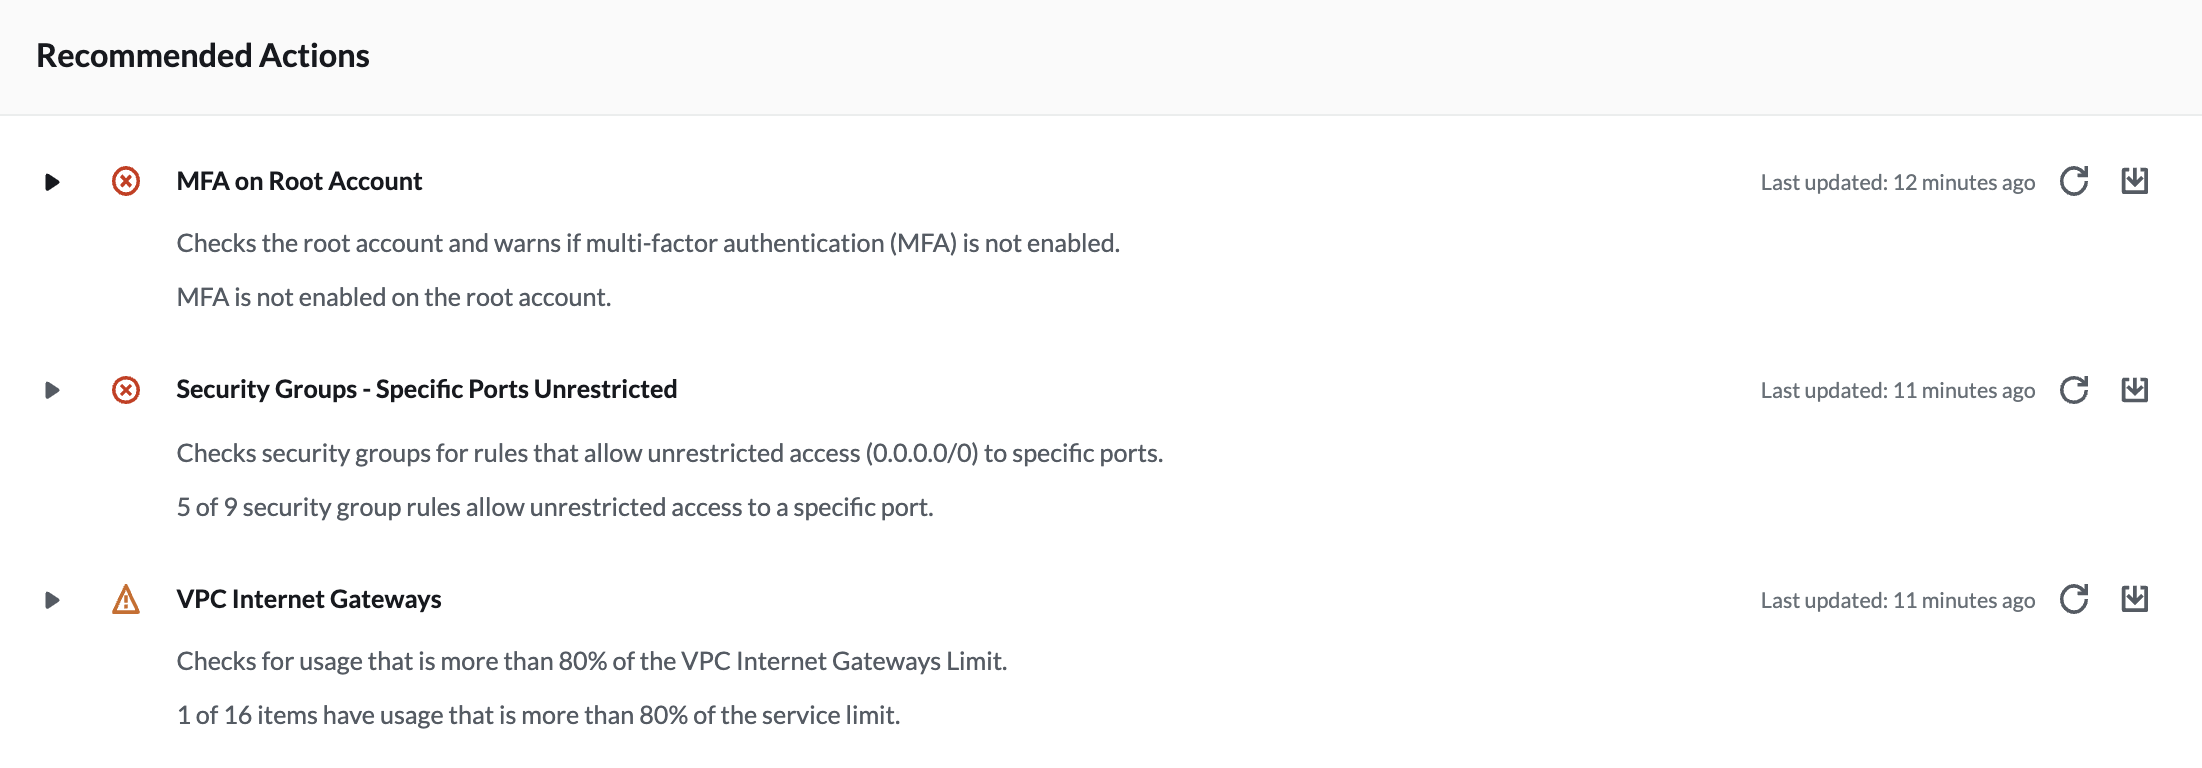 Recommended Actions
MFA on Root Account
Last updated: 12 minutes ago
Checks the root account and warns if multi-factor authentication (MFA) is not enabled.
MFA is not enabled on the root account.
Security Groups - Specific Ports Unrestricted
Last updated: 11 minutes ago
Checks security groups for rules that allow unrestricted access (0.0.0.0/0) to specific ports.
5 of 9 security group rules allow unrestricted access to a specific port.
VPC Internet Gateways
Last updated: 11 minutes ago
Checks for usage that is more than 80% of the VPC Internet Gateways Limit.
1 of 16 items have usage that is more than 80% of the service limit.